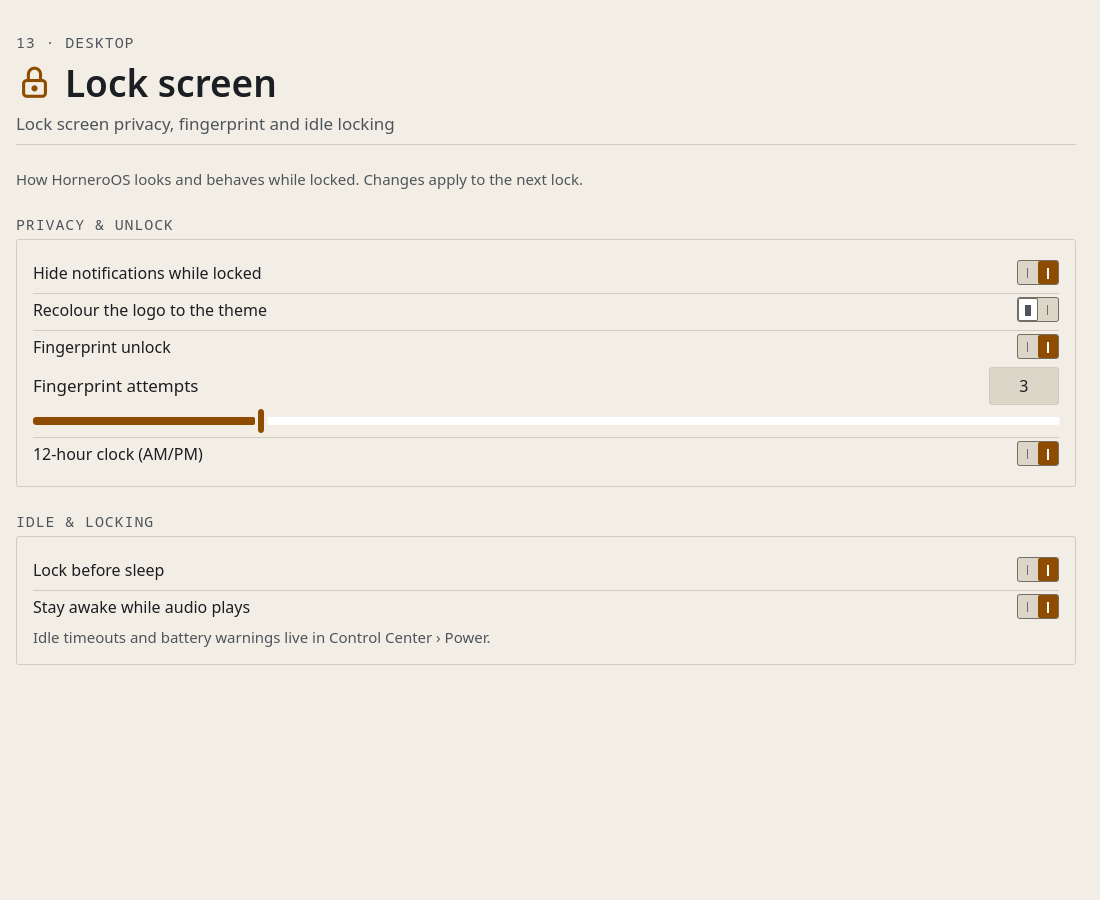 13 · DESKTOP
Lock screen
Lock screen privacy, fingerprint and idle locking
How HorneroOS looks and behaves while locked. Changes apply to the next lock.
PRIVACY & UNLOCK
Hide notifications while locked
Recolour the logo to the theme
Fingerprint unlock
Fingerprint attempts 3
12-hour clock (AM/PM)
IDLE & LOCKING
Lock before sleep
Stay awake while audio plays
Idle timeouts and battery warnings live in Control Center › Power.